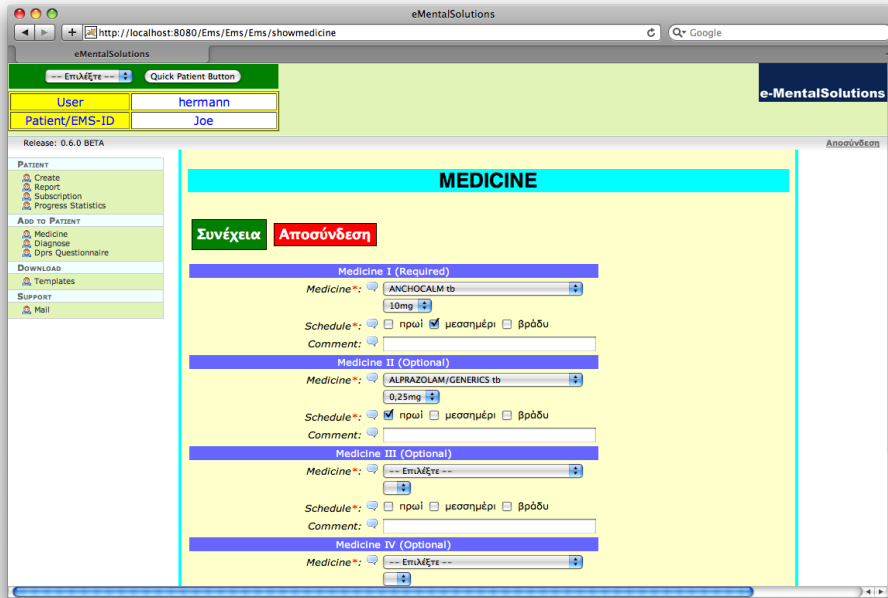 eMentalSolutions
http://localhost:8080/Ems/Ems/Ems/showmedicine
Google
eMentalSolutions
-- Επιλέξτε --
Quick Patient Button
e-MentalSolutions
User hermann
Patient/EMS-ID Joe
Release: 0.6.0 BETA
Αποσύνδεση
PATIENT
Create
Report
Subscription
Progress Statistics
ADD TO PATIENT
Medicine
Diagnose
Dprs Questionnaire
DOWNLOAD
Templates
SUPPORT
Mail
MEDICINE
Συνέχεια Αποσύνδεση
Medicine I (Required)
Medicine*: ANCHOCALM tb
10mg
Schedule*: πρωί μεσσημέρι βράδυ
Comment:
Medicine II (Optional)
Medicine*: ALPRAZOLAM/GENERICS tb
0,25mg
Schedule*: πρωί μεσσημέρι βράδυ
Comment:
Medicine III (Optional)
Medicine*: -- Επιλέξτε --
Schedule*: πρωί μεσσημέρι βράδυ
Comment:
Medicine IV (Optional)
Medicine*: -- Επιλέξτε --